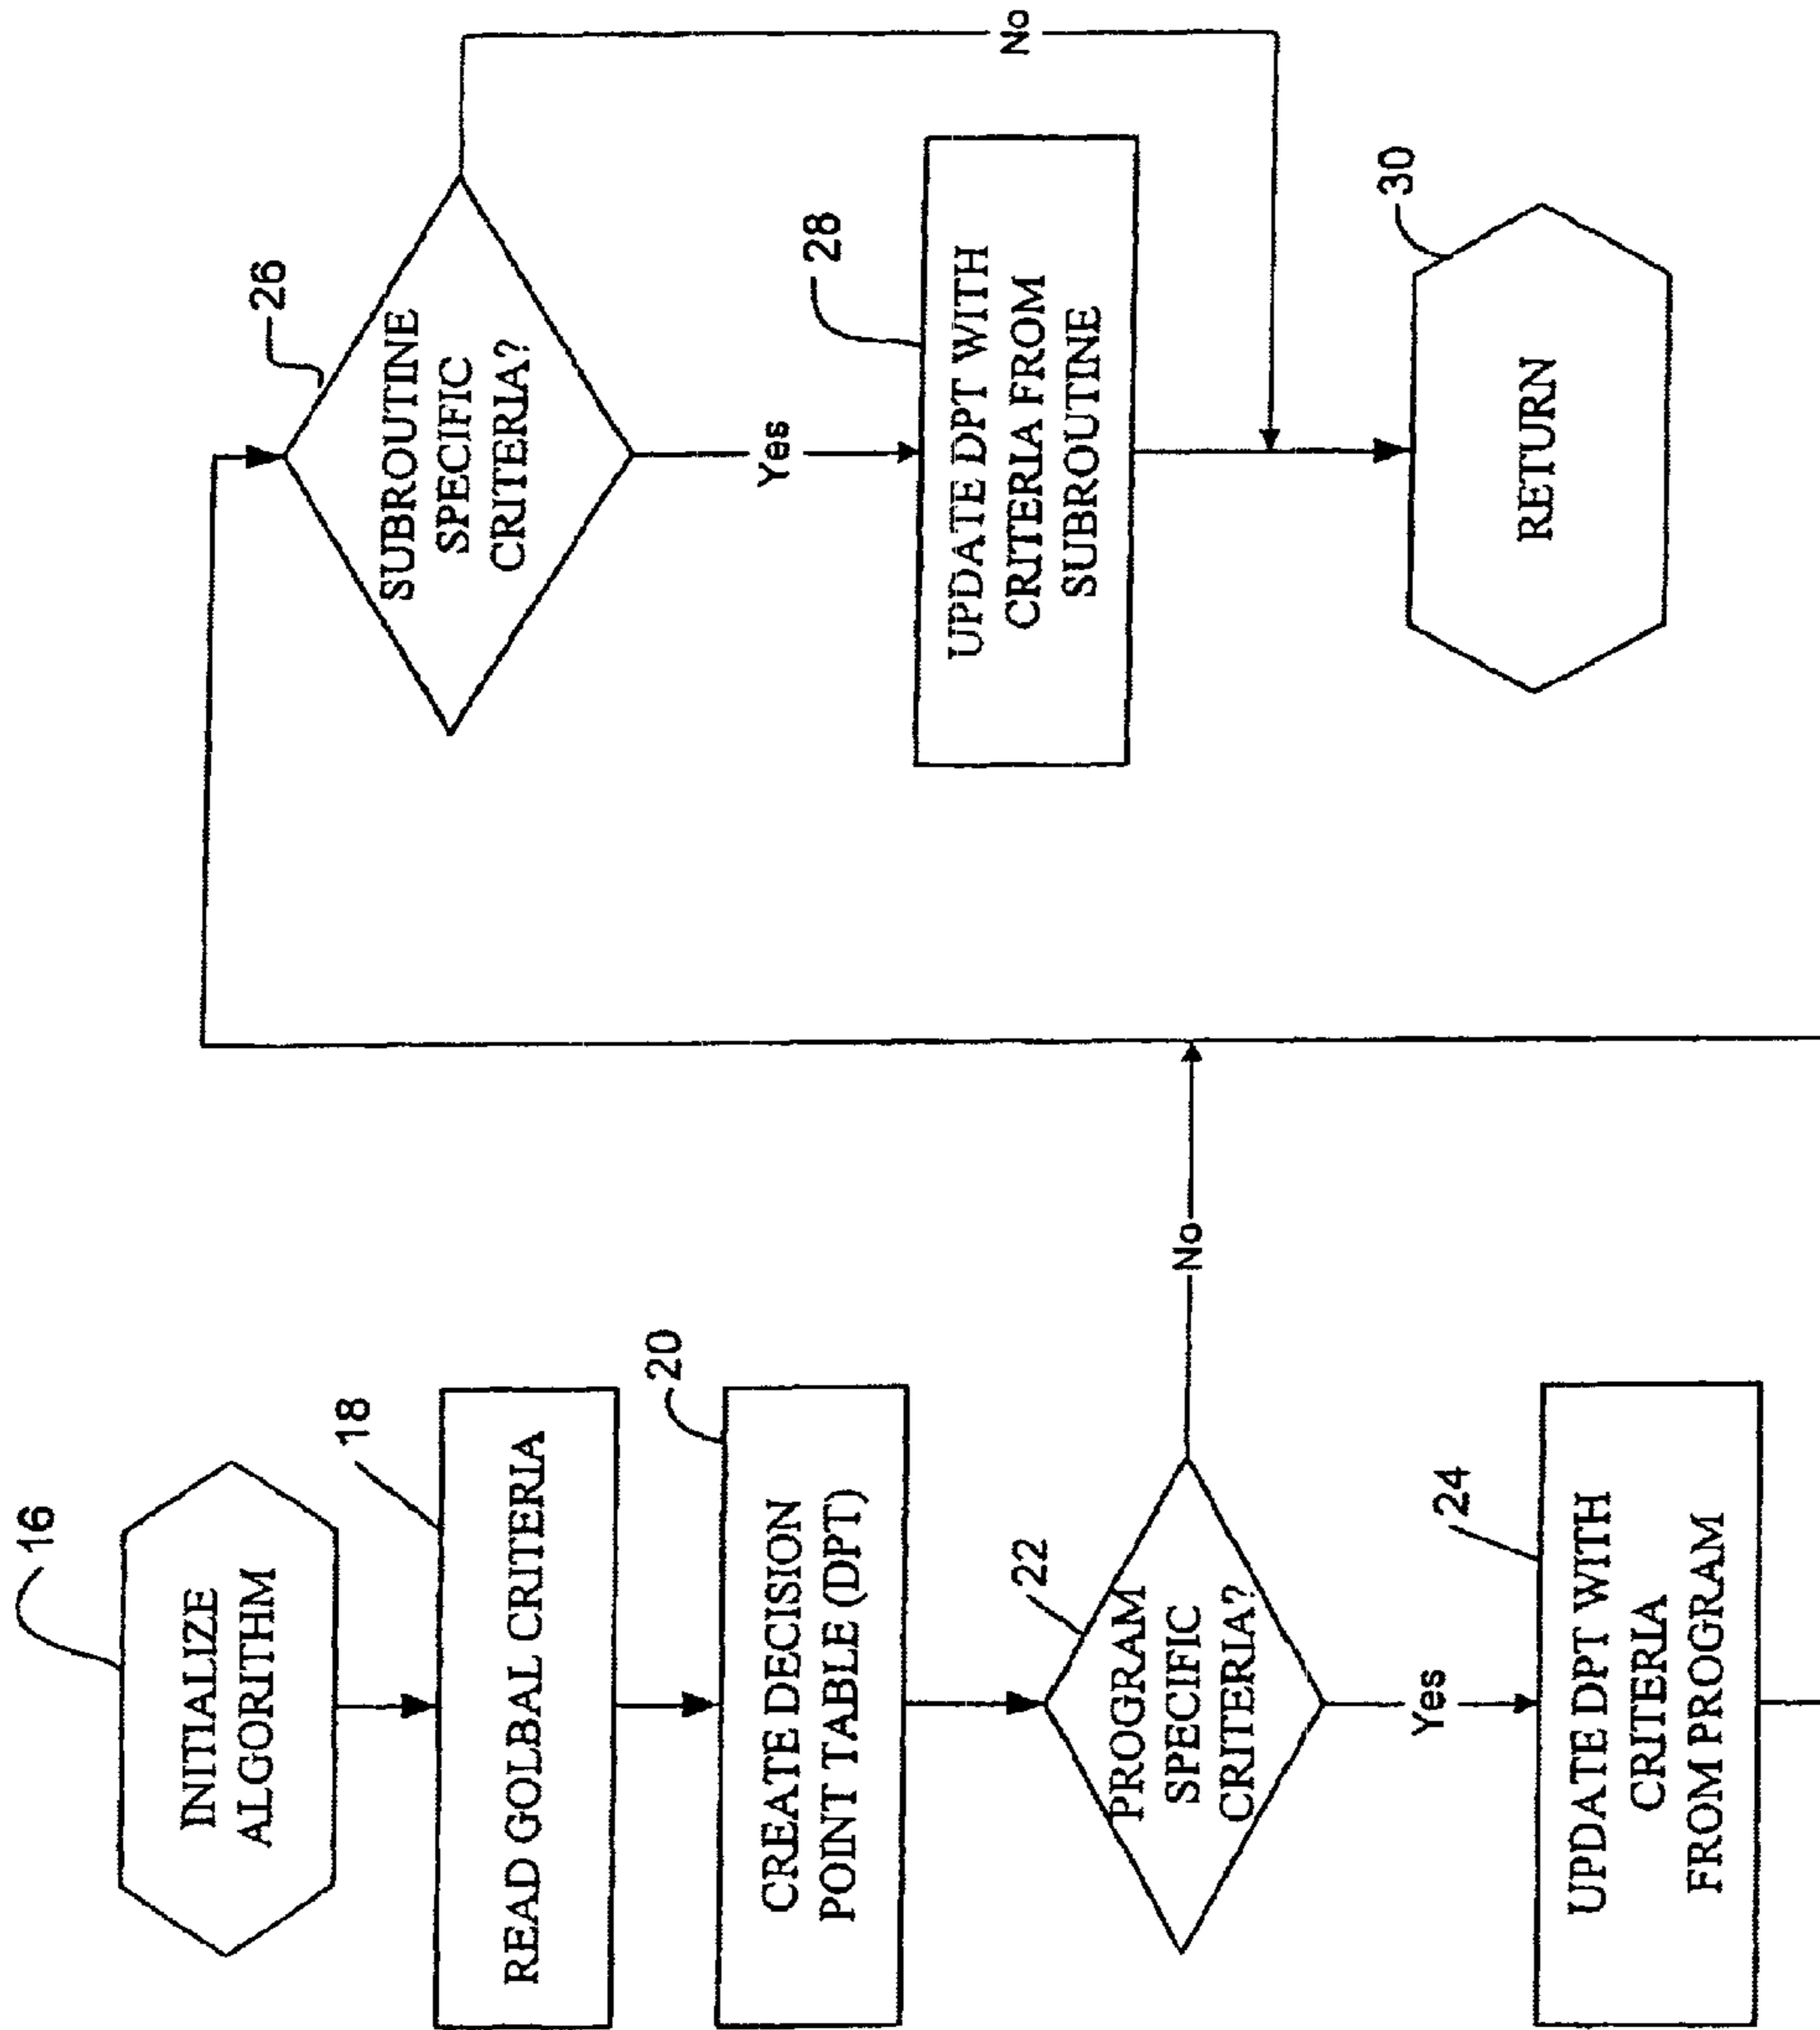 16
INITIALIZE
ALGORITHM
18
READ GOLBAL CRITERIA
20
CREATE DECISION
POINT TABLE (DPT)
22
PROGRAM
SPECIFIC
CRITERIA?
No
Yes
24
UPDATE DPT WITH
CRITERIA
FROM PROGRAM
26
SUBROUTINE
SPECIFIC
CRITERIA?
No
Yes
28
UPDATE DPT WITH
CRITERIA FROM
SUBROUTINE
30
RETURN